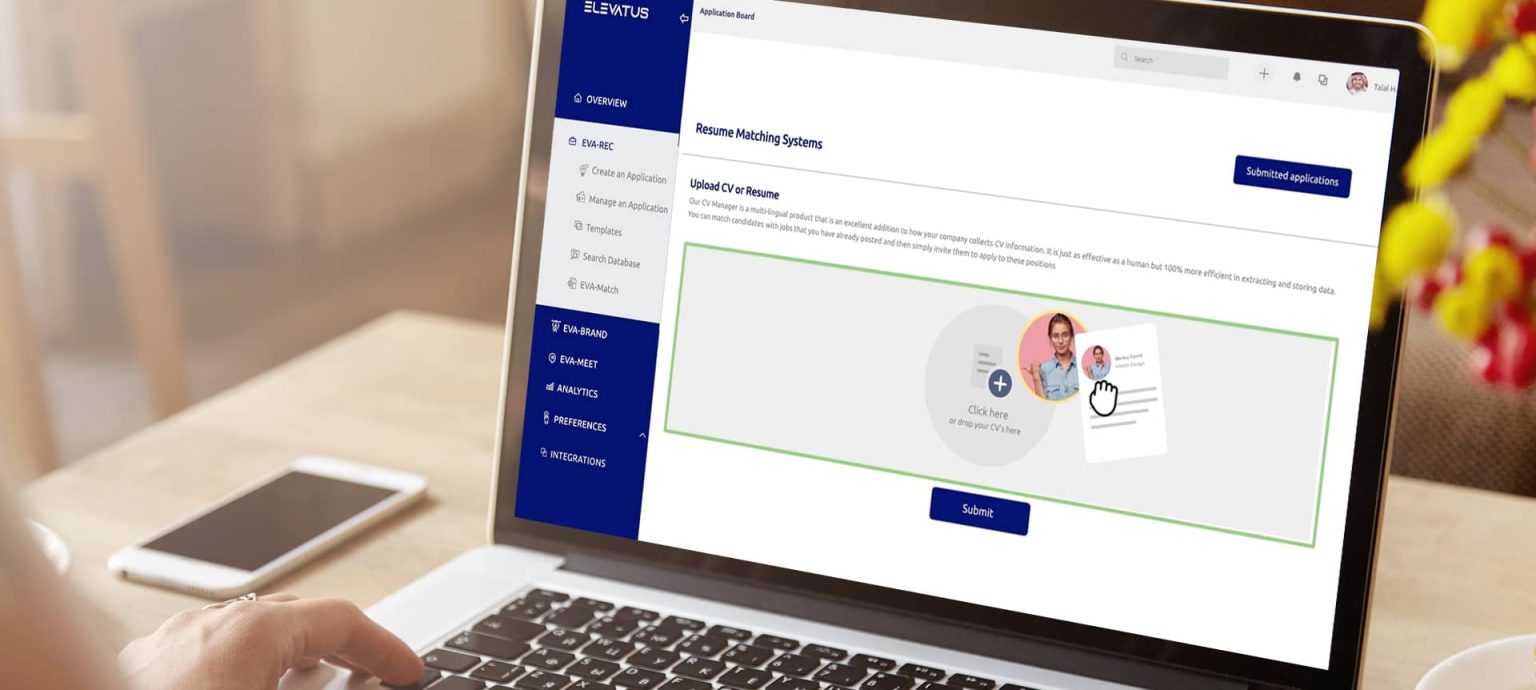 ELEVATUS
Application Board
Search
Talal H
OVERVIEW
EVA-REC
Create an Application
Manage an Application
Templates
Search Database
EVA-Match
EVA-BRAND
EVA-MEET
ANALYTICS
PREFERENCES
INTEGRATIONS
Resume Matching Systems
Submitted applications
Upload CV or Resume
Our CV Manager is a multi-lingual product that is an excellent addition to how your company collects CV information. It is just as effective as a human but 100% more efficient in extracting and storing data.
You can match candidates with jobs that you have already posted and then simply invite them to apply to these positions
Interior Design
Click here
or drop your CV's here
Submit